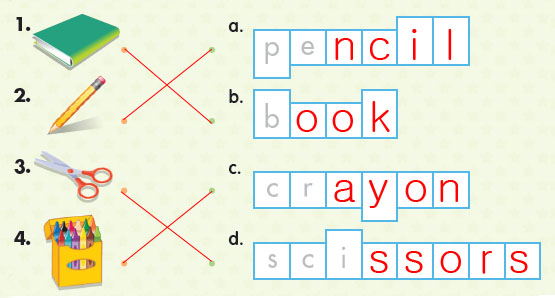 1.
a. pencil
2.
b. book
3.
c. crayon
4.
d. scissors